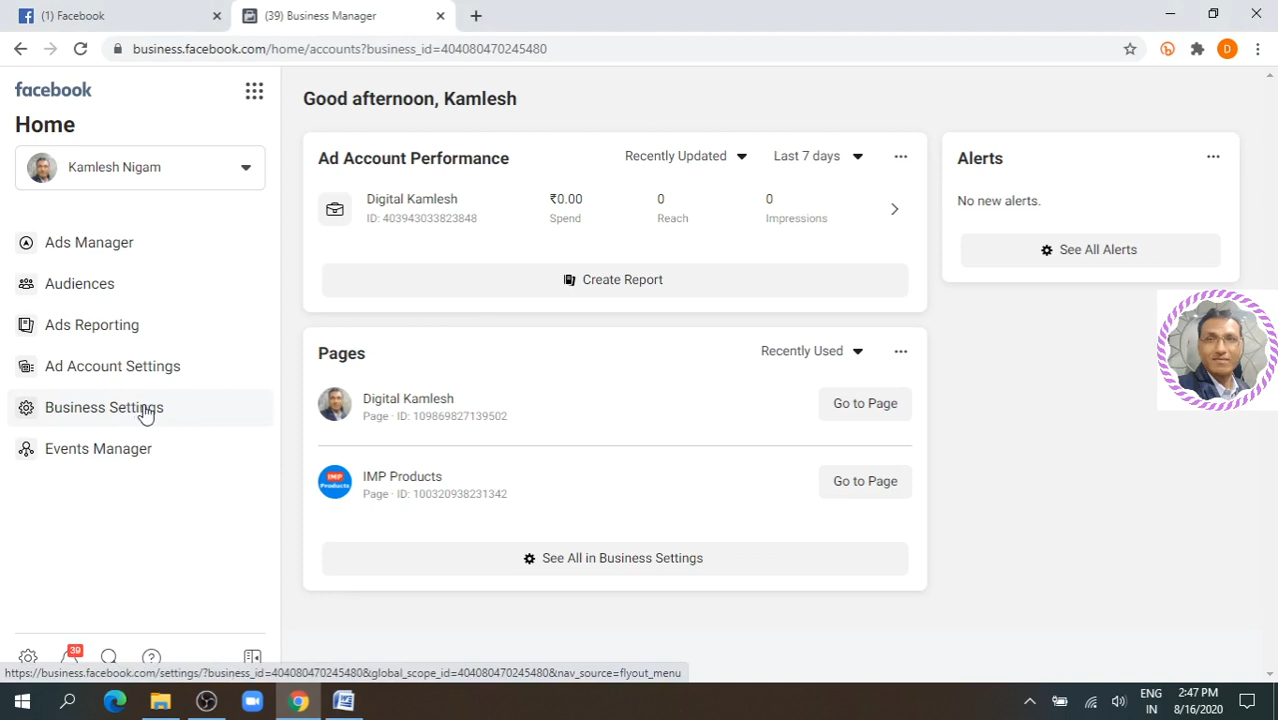 (1) Facebook
(39) Business Manager
business.facebook.com/home/accounts?business_id=404080470245480
D
facebook
Home
Kamlesh Nigam
Ads Manager
Audiences
Ads Reporting
Ad Account Settings
Business Settings
Events Manager
39
Good afternoon, Kamlesh
Ad Account Performance
Recently Updated
Last 7 days
Digital Kamlesh
ID: 403943033823848
₹0.00
Spend
0
Reach
0
Impressions
Create Report
Pages
Recently Used
Digital Kamlesh
Page · ID: 109869827139502
Go to Page
IMP Products
IMP Products
Page · ID: 100320938231342
Go to Page
See All in Business Settings
Alerts
No new alerts.
See All Alerts
https://business.facebook.com/settings/?business_id=404080470245480&global_scope_id=404080470245480&nav_source=flyout_menu
ENG
IN
2:47 PM
8/16/2020